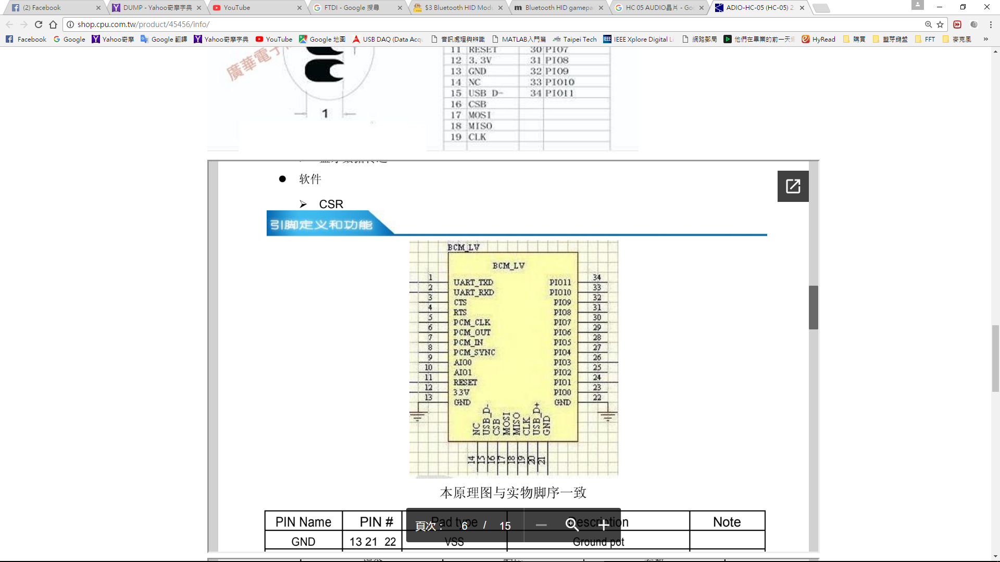 (2) Facebook
DUMP - Yahoo奇摩字典
YouTube
FTDI - Google 搜尋
$3 Bluetooth HID Modu
Bluetooth HID gamepa
HC 05 AUDIO晶片 - Go
ADIO-HC-05 (HC-05) 2
shop.cpu.com.tw/product/45456/info/
Facebook
Google
Yahoo奇摩
Google 翻譯
Yahoo奇摩字典
YouTube
Google 地圖
USB DAQ (Data Acqu
音訊處理與辨識
MATLAB入門篇
Taipei Tech
IEEE Xplore Digital Li
網路郵局
他們在畢業的前一天
HyRead
購買
藍芽鍵盤
FFT
麥克風
»
廣華電子
1
11 RESET 30 PIO7
12 3.3V 31 PIO8
13 GND 32 PIO9
14 NC 33 PIO10
15 USB D- 34 PIO11
16 CSB
17 MOSI
18 MISO
19 CLK
软件
CSR
引脚定义和功能
BCM_LV
BCM_LV
1 UART_TXD PIO11 34
2 UART_RXD PIO10 33
3 CTS PIO9 32
4 RTS PIO8 31
5 PCM_CLK PIO7 30
6 PCM_OUT PIO6 29
7 PCM_IN PIO5 28
8 PCM_SYNC PIO4 27
9 AIO0 PIO3 26
10 AIO1 PIO2 25
11 RESET PIO1 24
12 3.3V PIO0 23
13 GND GND 22
NC USB_D- CSB MOSI MISO CLK USB_D+ GND
14 15 16 17 18 19 20 21
本原理图与实物脚序一致
PIN Name PIN # Pad type Description Note
頁次： 6 / 15
GND 13 21 22 VSS Ground pot